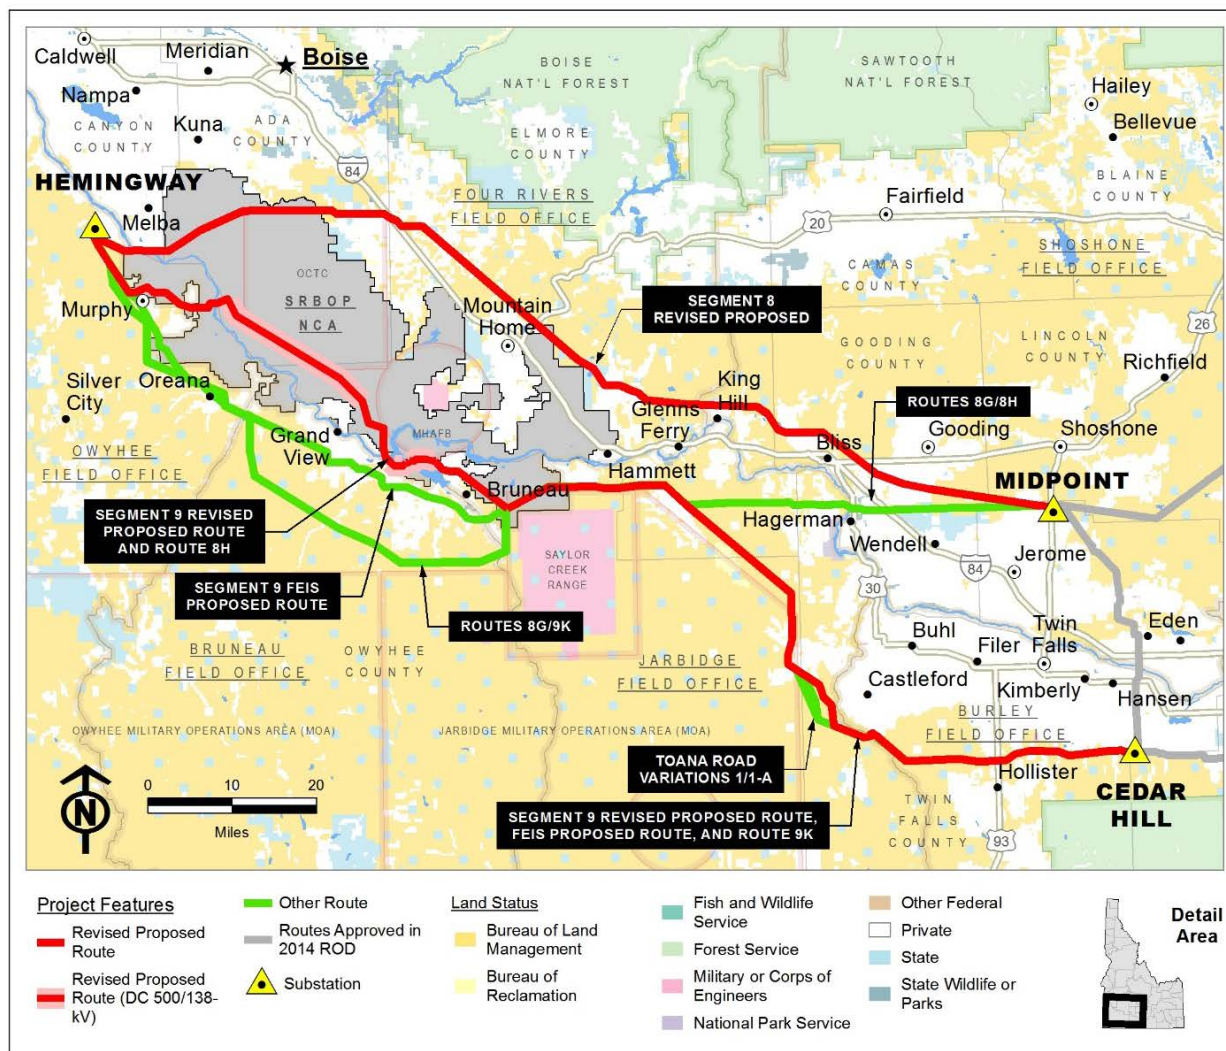 Caldwell
Meridian
Boise
Nampa
CANYON
COUNTY
Kuna
ADA
COUNTY
84
BOISE
NAT'L FOREST
SAWTOOTH
NAT'L FOREST
Hailey
Bellevue
ELMORE
COUNTY
BLAINE
COUNTY
HEMINGWAY
Melba
FOUR RIVERS
FIELD OFFICE
Fairfield
20
SHOSHONE
FIELD OFFICE
CAMAS
COUNTY
OCTC
SRBOP
NCA
Murphy
Mountain
Home
SEGMENT 8
REVISED PROPOSED
GOODING
COUNTY
LINCOLN
COUNTY
26
Richfield
Silver
City
Oreana
King
Hill
Glenns
Ferry
ROUTES 8G/8H
Gooding
Shoshone
OWYHEE
FIELD OFFICE
Grand
View
MHAFB
Hammett
Bliss
MIDPOINT
Bruneau
SEGMENT 9 REVISED
PROPOSED ROUTE
AND ROUTE 8H
Hagerman
Wendell
Jerome
84
SEGMENT 9 FEIS
PROPOSED ROUTE
SAYLOR
CREEK
RANGE
30
ROUTES 8G/9K
Buhl
Filer
Twin
Falls
Eden
BRUNEAU
FIELD OFFICE
OWYHEE
COUNTY
JARBIDGE
FIELD OFFICE
Castleford
Kimberly
Hansen
BURLEY
FIELD OFFICE
OWYHEE MILITARY OPERATIONS AREA (MOA)
JARBIDGE MILITARY OPERATIONS AREA (MOA)
TOANA ROAD
VARIATIONS 1/1-A
Hollister
CEDAR
HILL
SEGMENT 9 REVISED PROPOSED ROUTE,
FEIS PROPOSED ROUTE, AND ROUTE 9K
TWIN
FALLS
COUNTY
93
N
0 10 20
Miles
Project Features
Revised Proposed
Route
Revised Proposed
Route (DC 500/138-
kV)
Other Route
Routes Approved in
2014 ROD
Substation
Land Status
Bureau of Land
Management
Bureau of
Reclamation
Fish and Wildlife
Service
Forest Service
Military or Corps of
Engineers
National Park Service
Other Federal
Private
State
State Wildlife or
Parks
Detail
Area